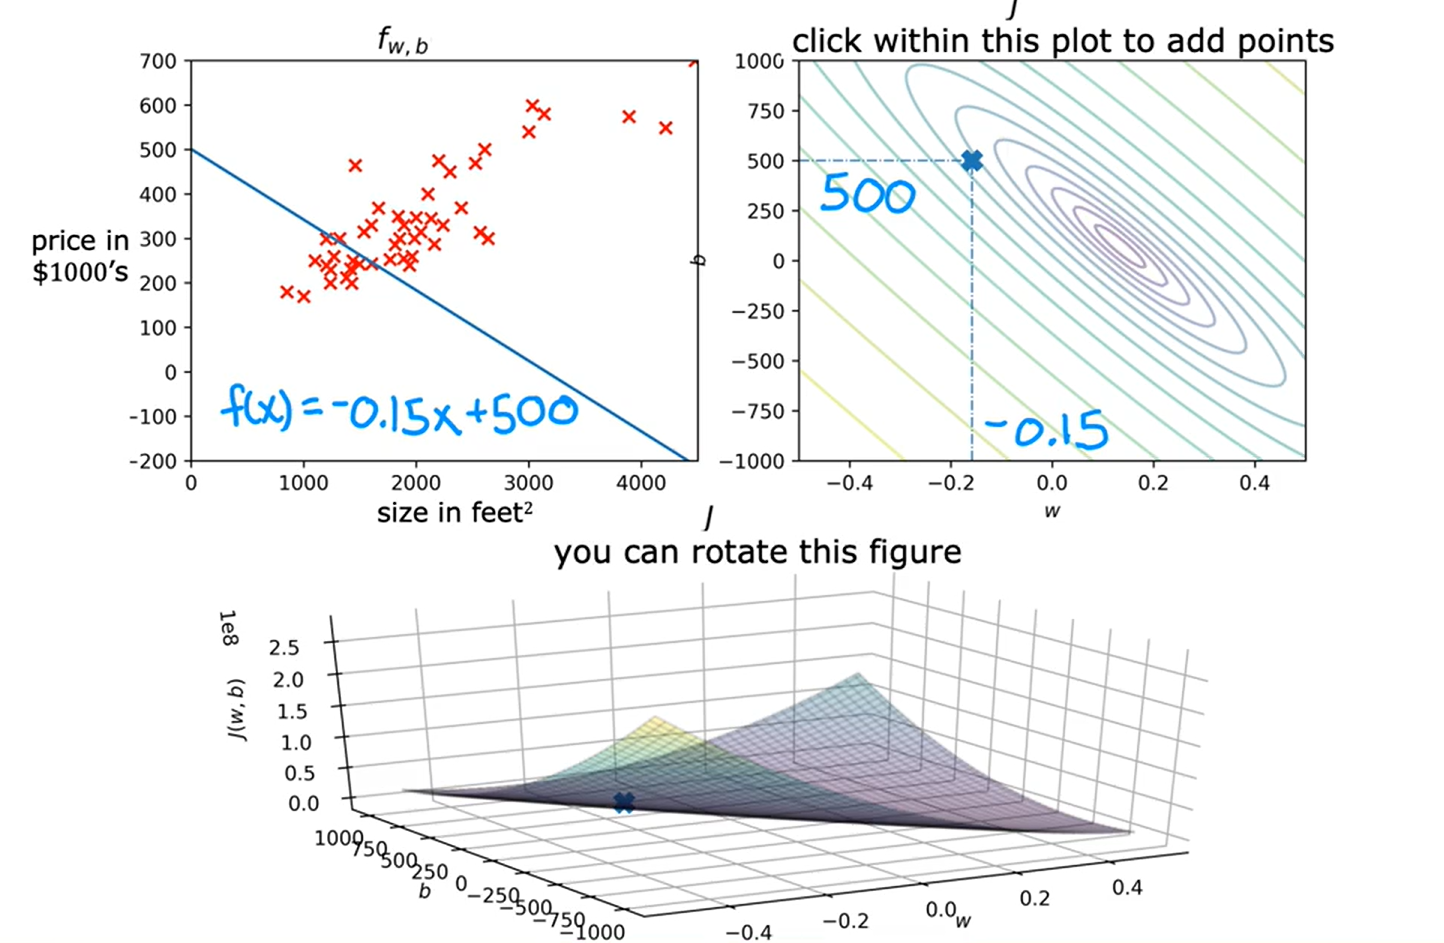 f_{w,b}
700
600
500
400
300
200
100
0
-100
-200
price in
$1000's
f(x) = -0.15x + 500
0 1000 2000 3000 4000
size in feet²
J
click within this plot to add points
1000
750
500
250
0
−250
−500
−750
−1000
b
500
-0.15
−0.4 −0.2 0.0 0.2 0.4
w
J
you can rotate this figure
1e8
J(w,b)
2.5
2.0
1.5
1.0
0.5
0.0
1000
750
500
250
0
−250
−500
−750
−1000
b
−0.4
−0.2
0.0
0.2
0.4
w